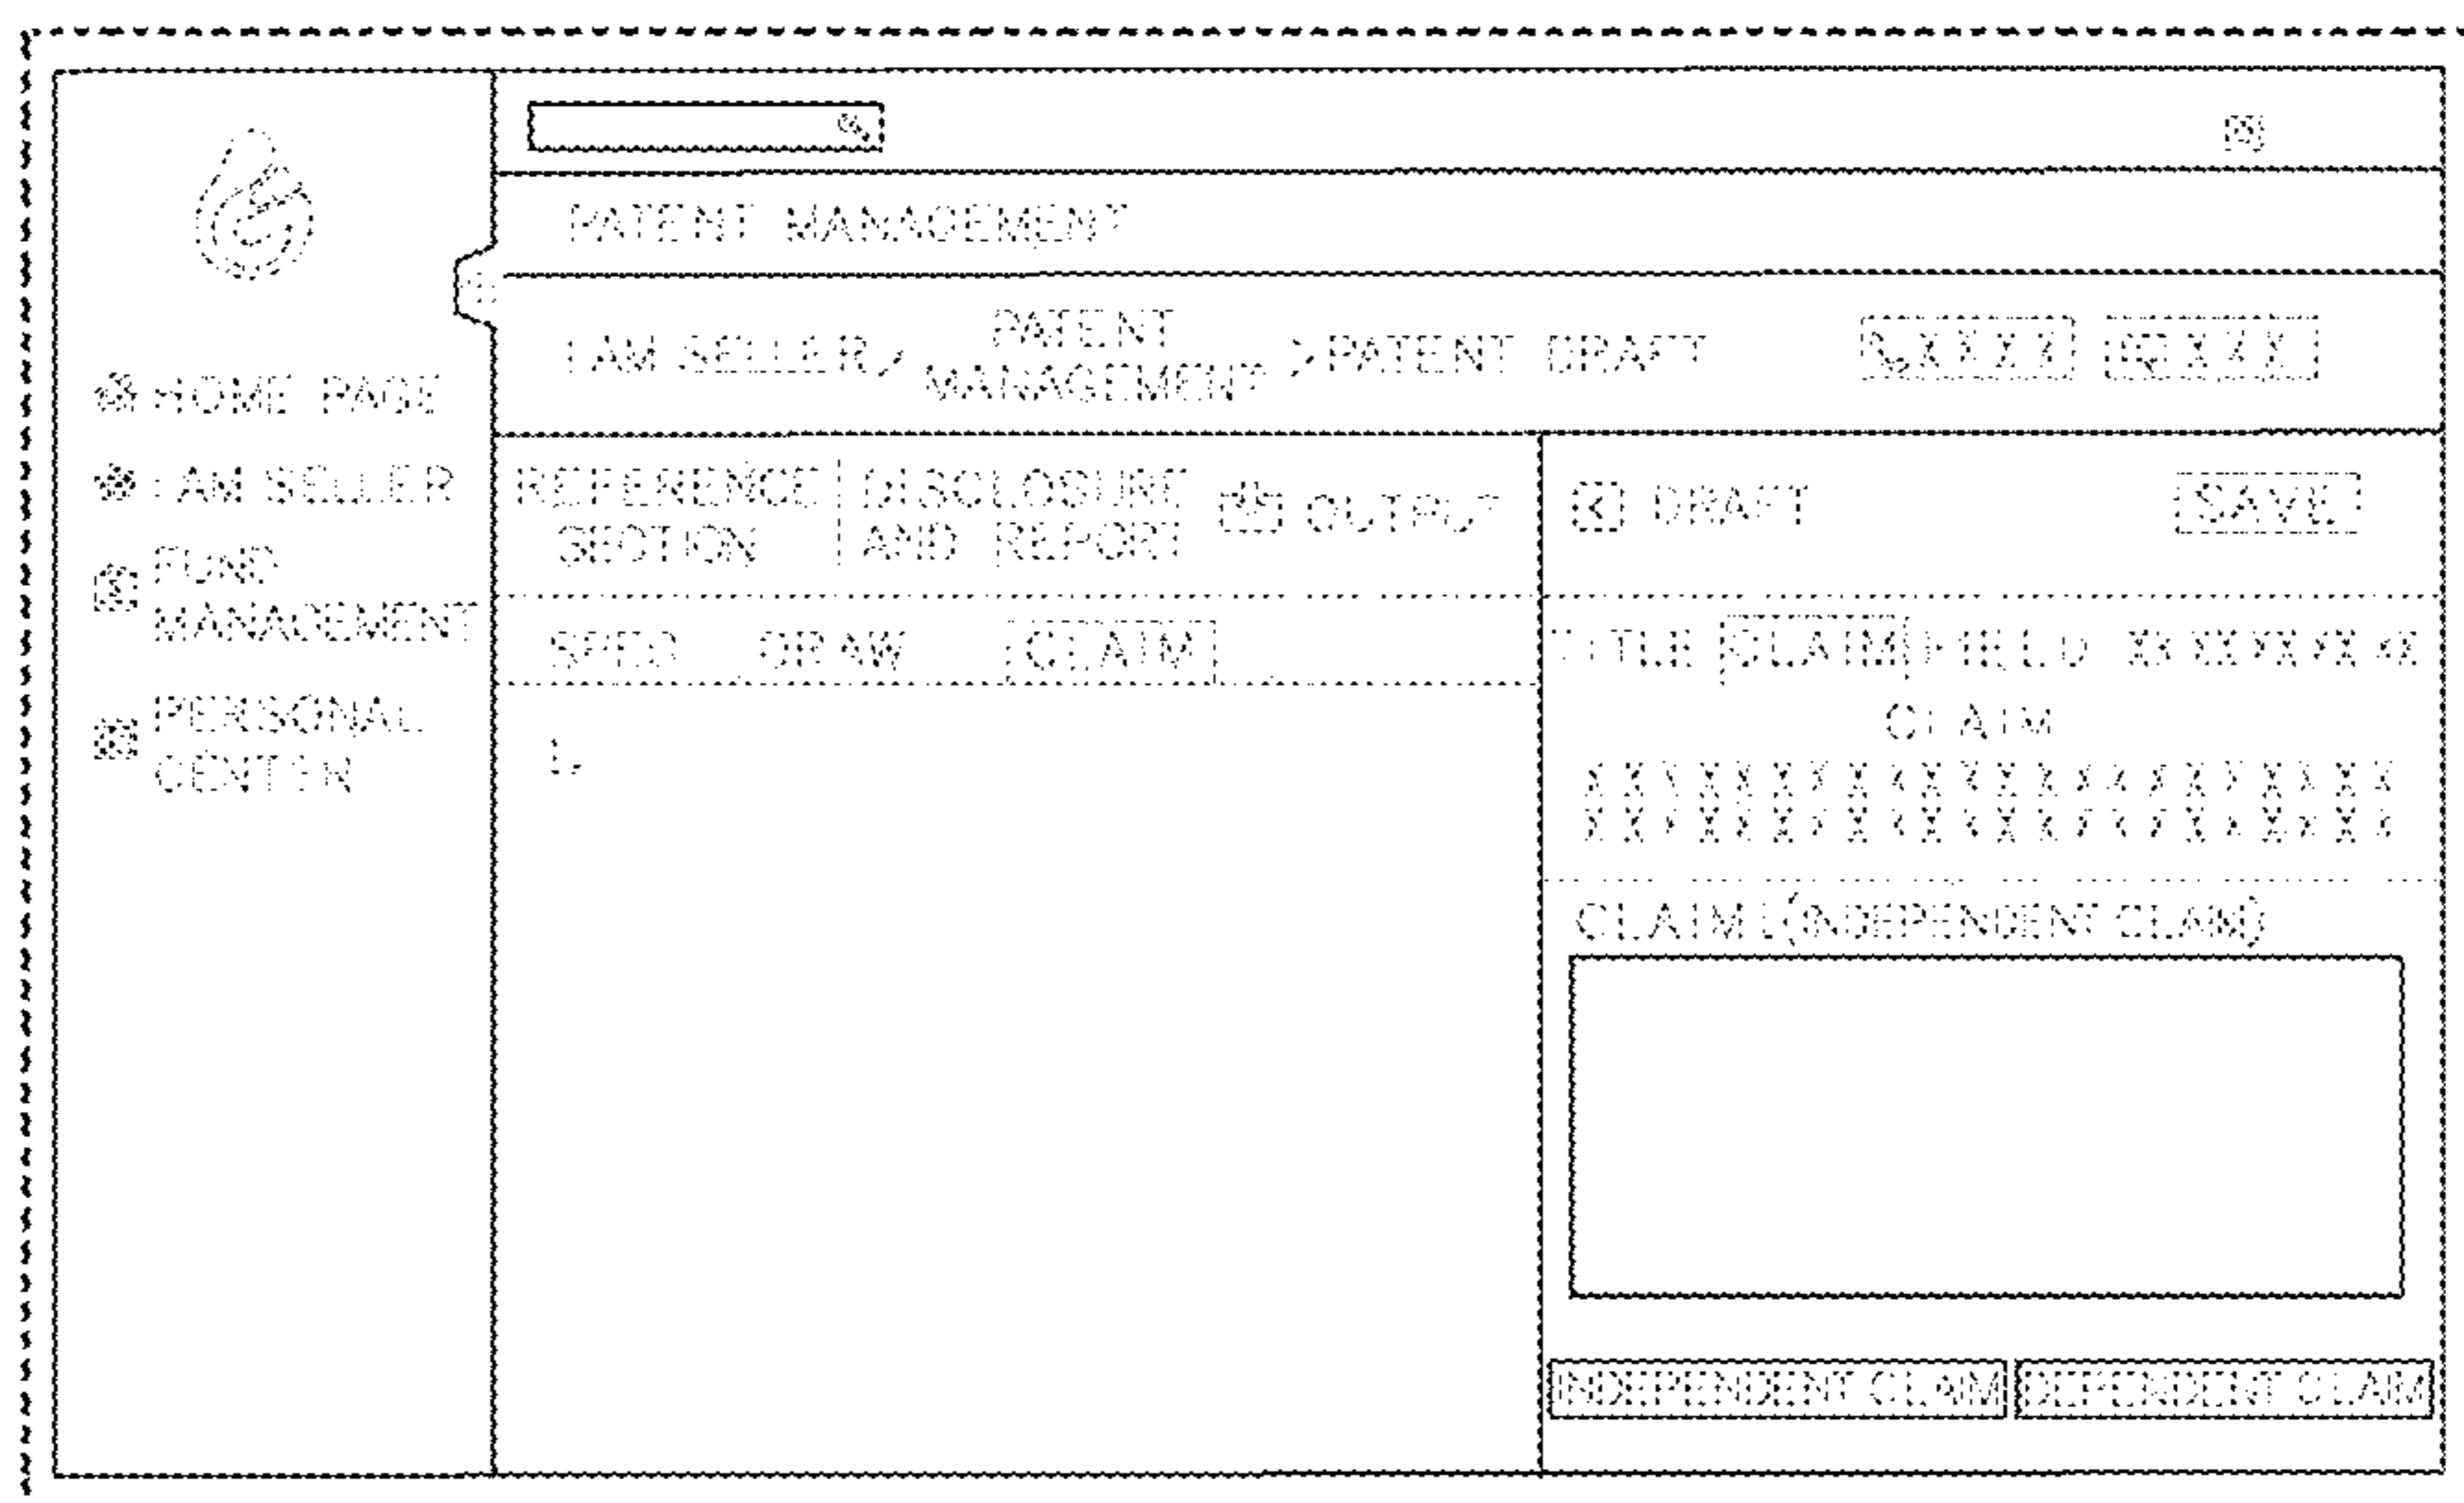 PATENT MANAGEMENT
I AM SELLER > PATENT MANAGEMENT > PATENT DRAFT
HOME PAGE
I AM SELLER
FUND
MANAGEMENT
PERSONAL
CENTER
REFERENCE
SECTION
DISCLOSURE
AND REPORT
OUTPUT
SPEB DRAW CLAIM
1.
DRAFT SAVE
TITLE CLAIM FIELD
CLAIM
CLAIM 1 (INDEPENDENT CLAIM)
INDEPENDENT CLAIM DEPENDENT CLAIM